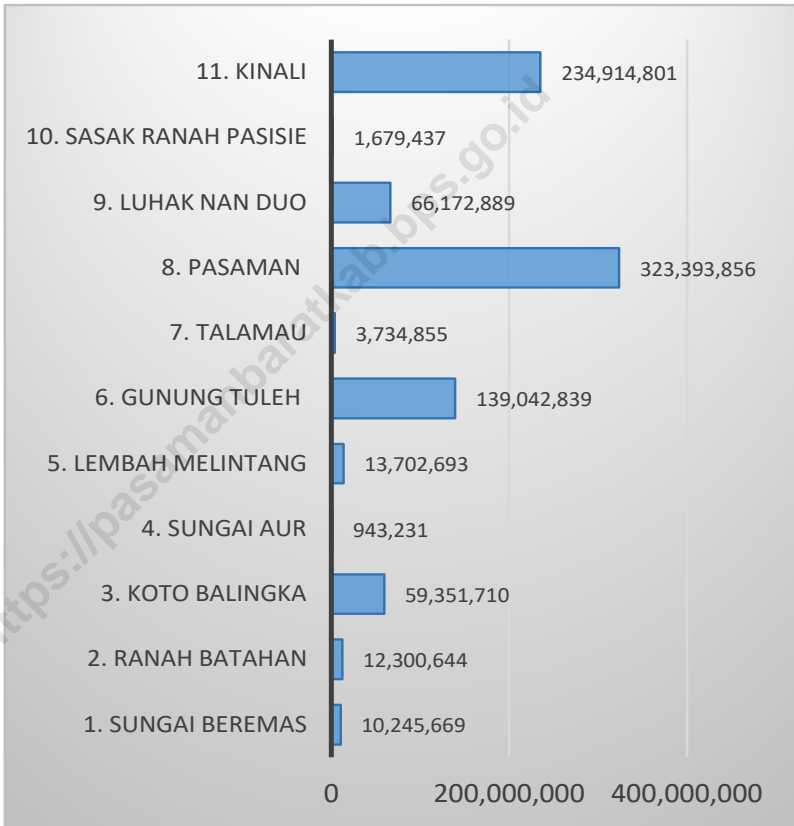 11. KINALI 234,914,801
10. SASAK RANAH PASISIE 1,679,437
9. LUHAK NAN DUO 66,172,889
8. PASAMAN 323,393,856
7. TALAMAU 3,734,855
6. GUNUNG TULEH 139,042,839
5. LEMBAH MELINTANG 13,702,693
4. SUNGAI AUR 943,231
3. KOTO BALINGKA 59,351,710
2. RANAH BATAHAN 12,300,644
1. SUNGAI BEREMAS 10,245,669
0 200,000,000 400,000,000
https://pasamanbaratkab.bps.go.id